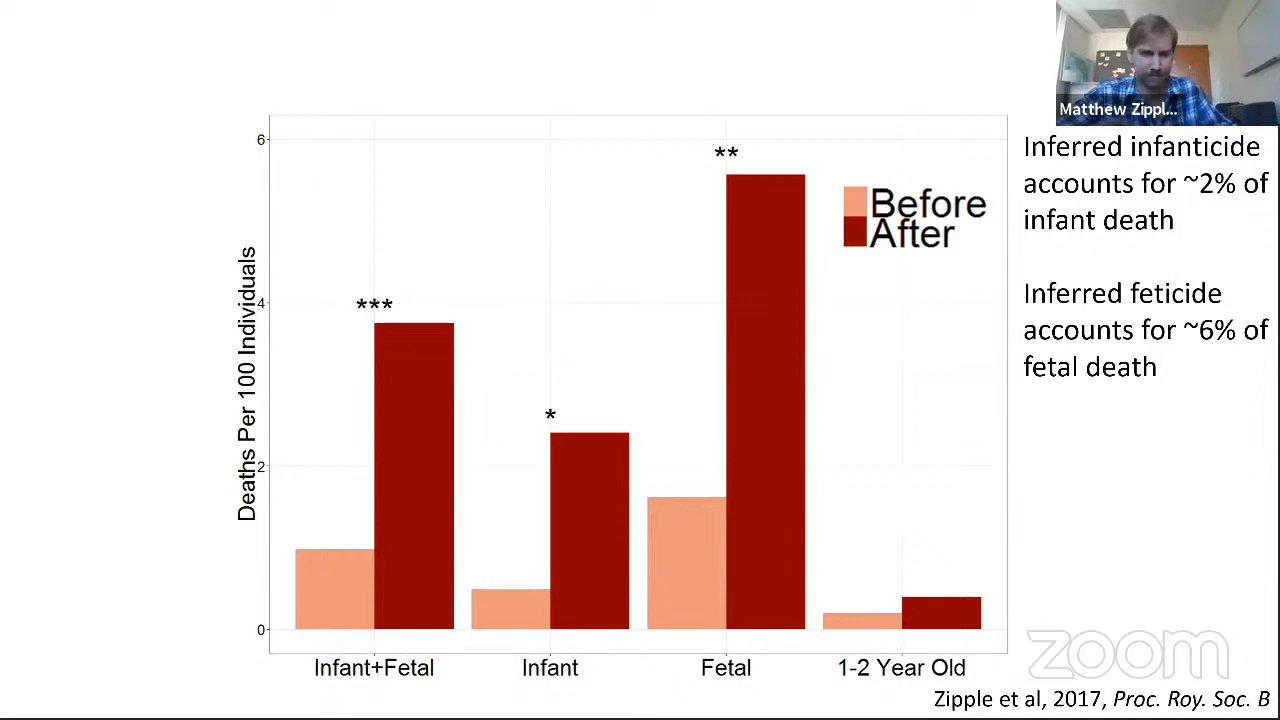 Matthew Zippl...
Inferred infanticide
accounts for ~2% of
infant death
Inferred feticide
accounts for ~6% of
fetal death
Deaths Per 100 Individuals
6
4
2
0
***
*
**
Before
After
Infant+Fetal
Infant
Fetal
1-2 Year Old
zoom
Zipple et al, 2017, Proc. Roy. Soc. B